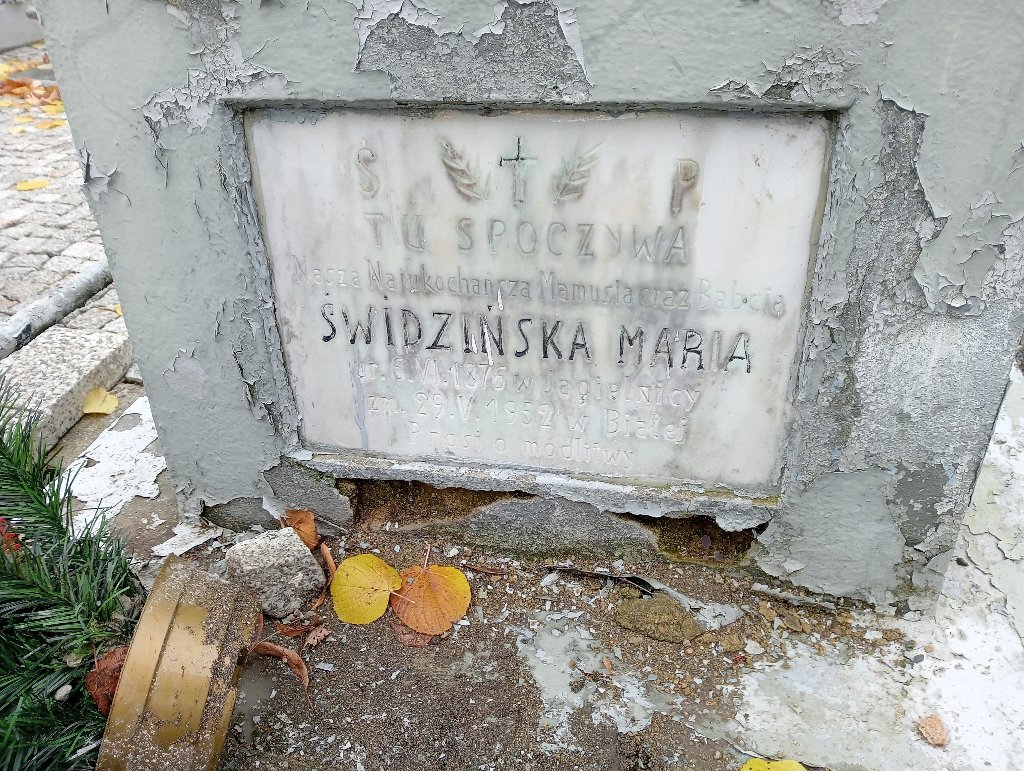 Ś P
TU SPOCZYWA
Nasza Najukochańsza Mamusia oraz Babcia
ŚWIDZIŃSKA MARIA
ur. 6.VI.1875 w Jagielnicy
zm. 29.V.1952 w Białej
Prosi o modlitwy